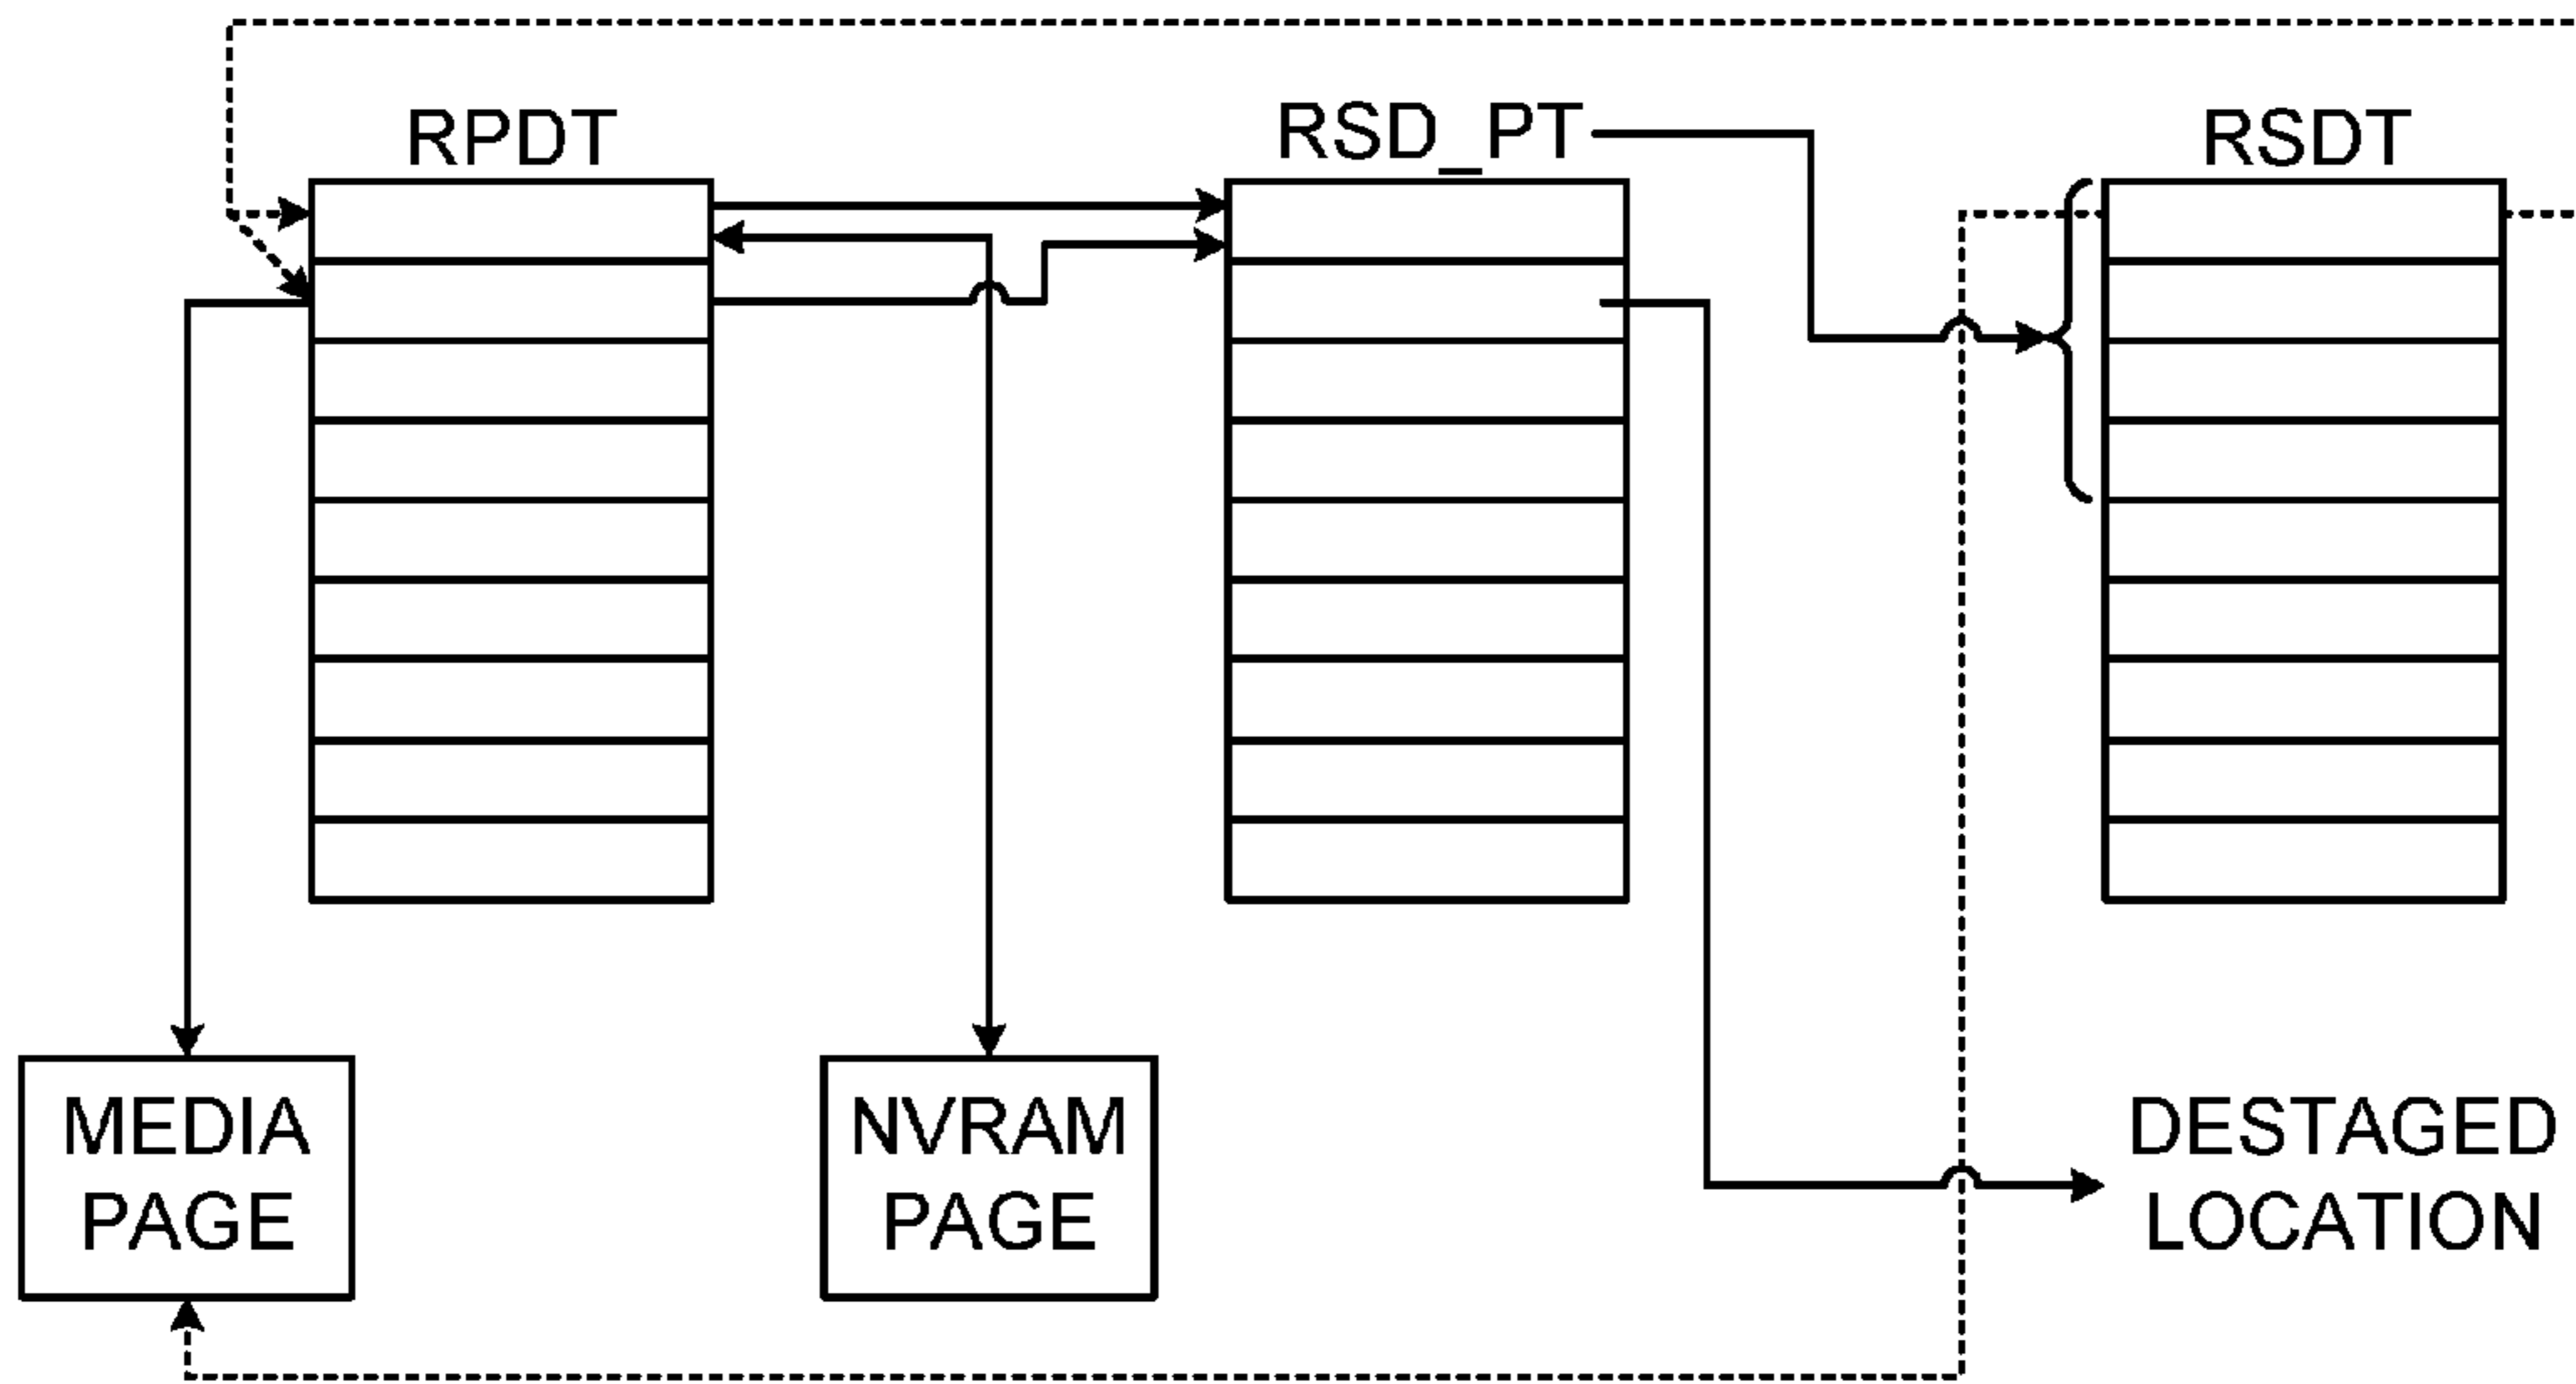 RPDT
RSD_PT
RSDT
MEDIA
PAGE
NVRAM
PAGE
DESTAGED
LOCATION